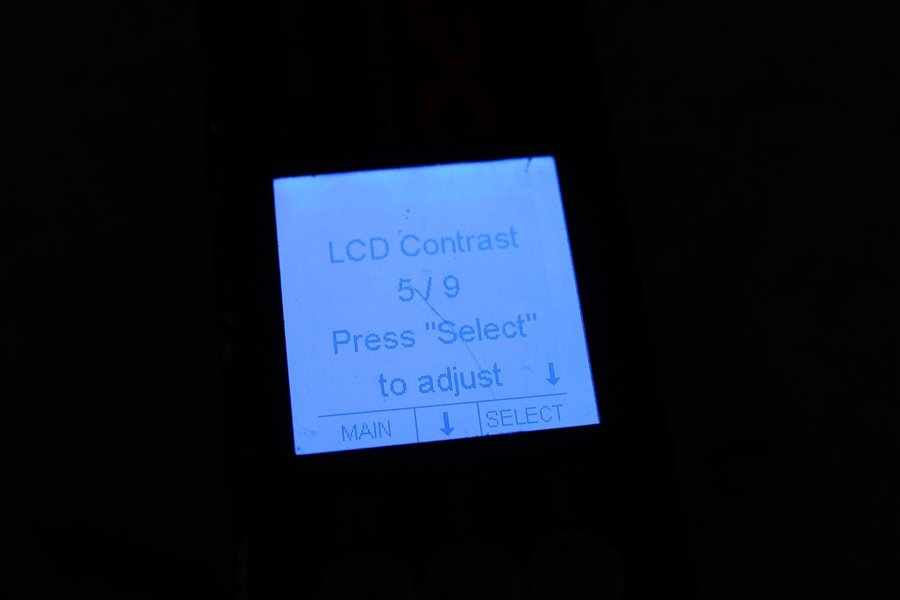 LCD Contrast
5 / 9
Press "Select"
to adjust ↓
MAIN ↓ SELECT